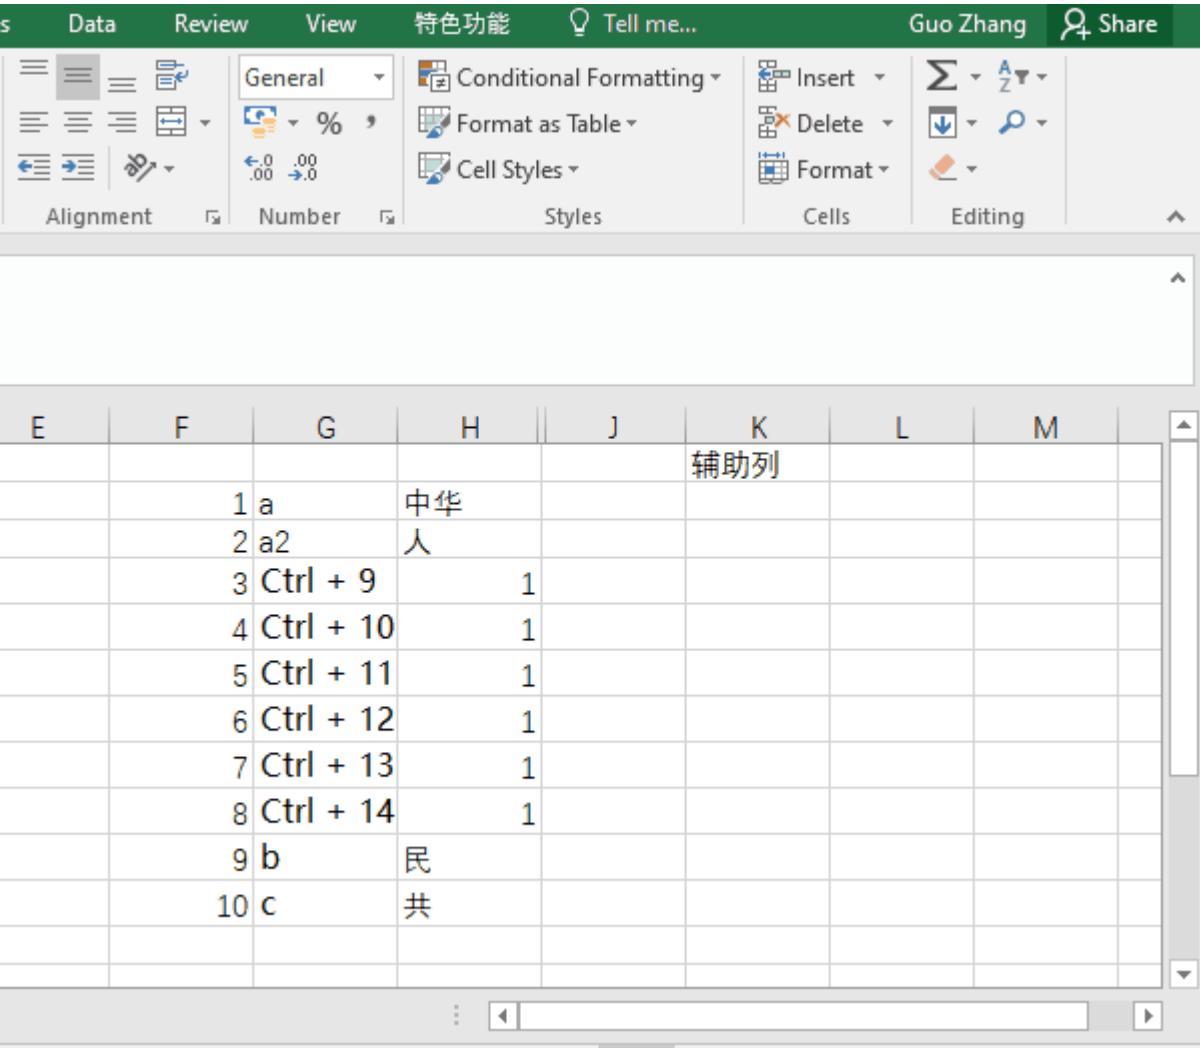 s Data Review View 特色功能 Tell me... Guo Zhang Share
General Conditional Formatting Insert
% Format as Table Delete
.0 .00 Cell Styles Format
.00 .0
Alignment Number Styles Cells Editing
E F G H J K L M
辅助列
1 a 中华
2 a2 人
3 Ctrl + 9 1
4 Ctrl + 10 1
5 Ctrl + 11 1
6 Ctrl + 12 1
7 Ctrl + 13 1
8 Ctrl + 14 1
9 b 民
10 c 共